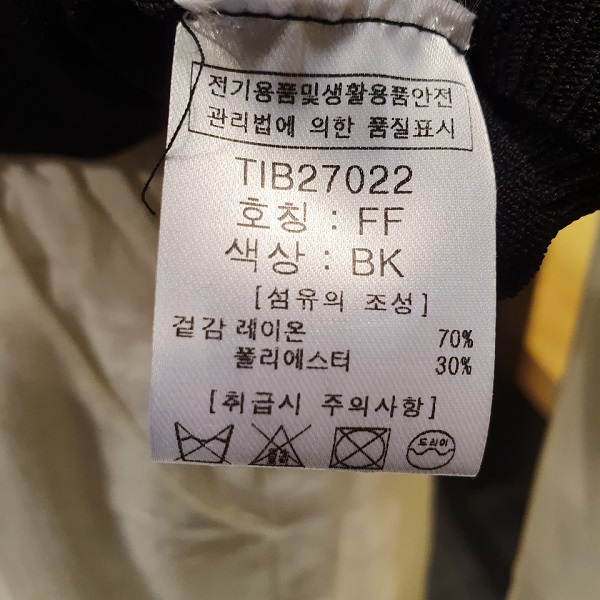 전기용품및생활용품안전
관리법에 의한 품질표시
TIB27022
호칭 : FF
색상 : BK
[섬유의 조성]
겉감 레이온 70%
폴리에스터 30%
[취급시 주의사항]
드라이